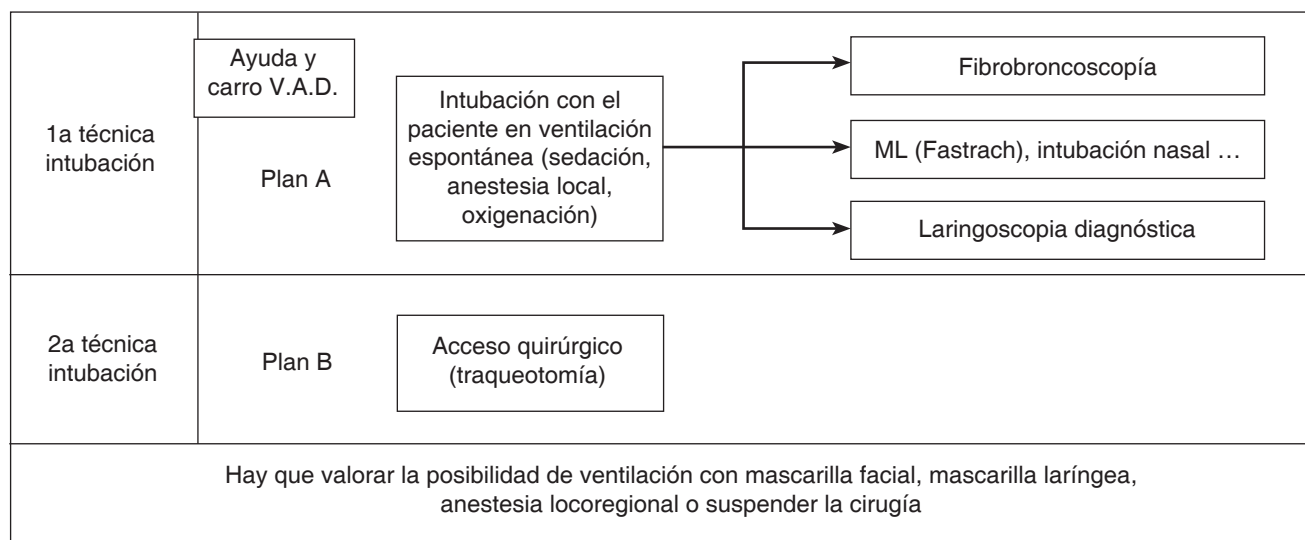 Ayuda y
carro V.A.D.
1a técnica
intubación
Plan A
Intubación con el
paciente en ventilación
espontánea (sedación,
anestesia local,
oxigenación)
Fibrobroncoscopía
ML (Fastrach), intubación nasal …
Laringoscopia diagnóstica
2a técnica
intubación
Plan B
Acceso quirúrgico
(traqueotomía)
Hay que valorar la posibilidad de ventilación con mascarilla facial, mascarilla laríngea,
anestesia locoregional o suspender la cirugía